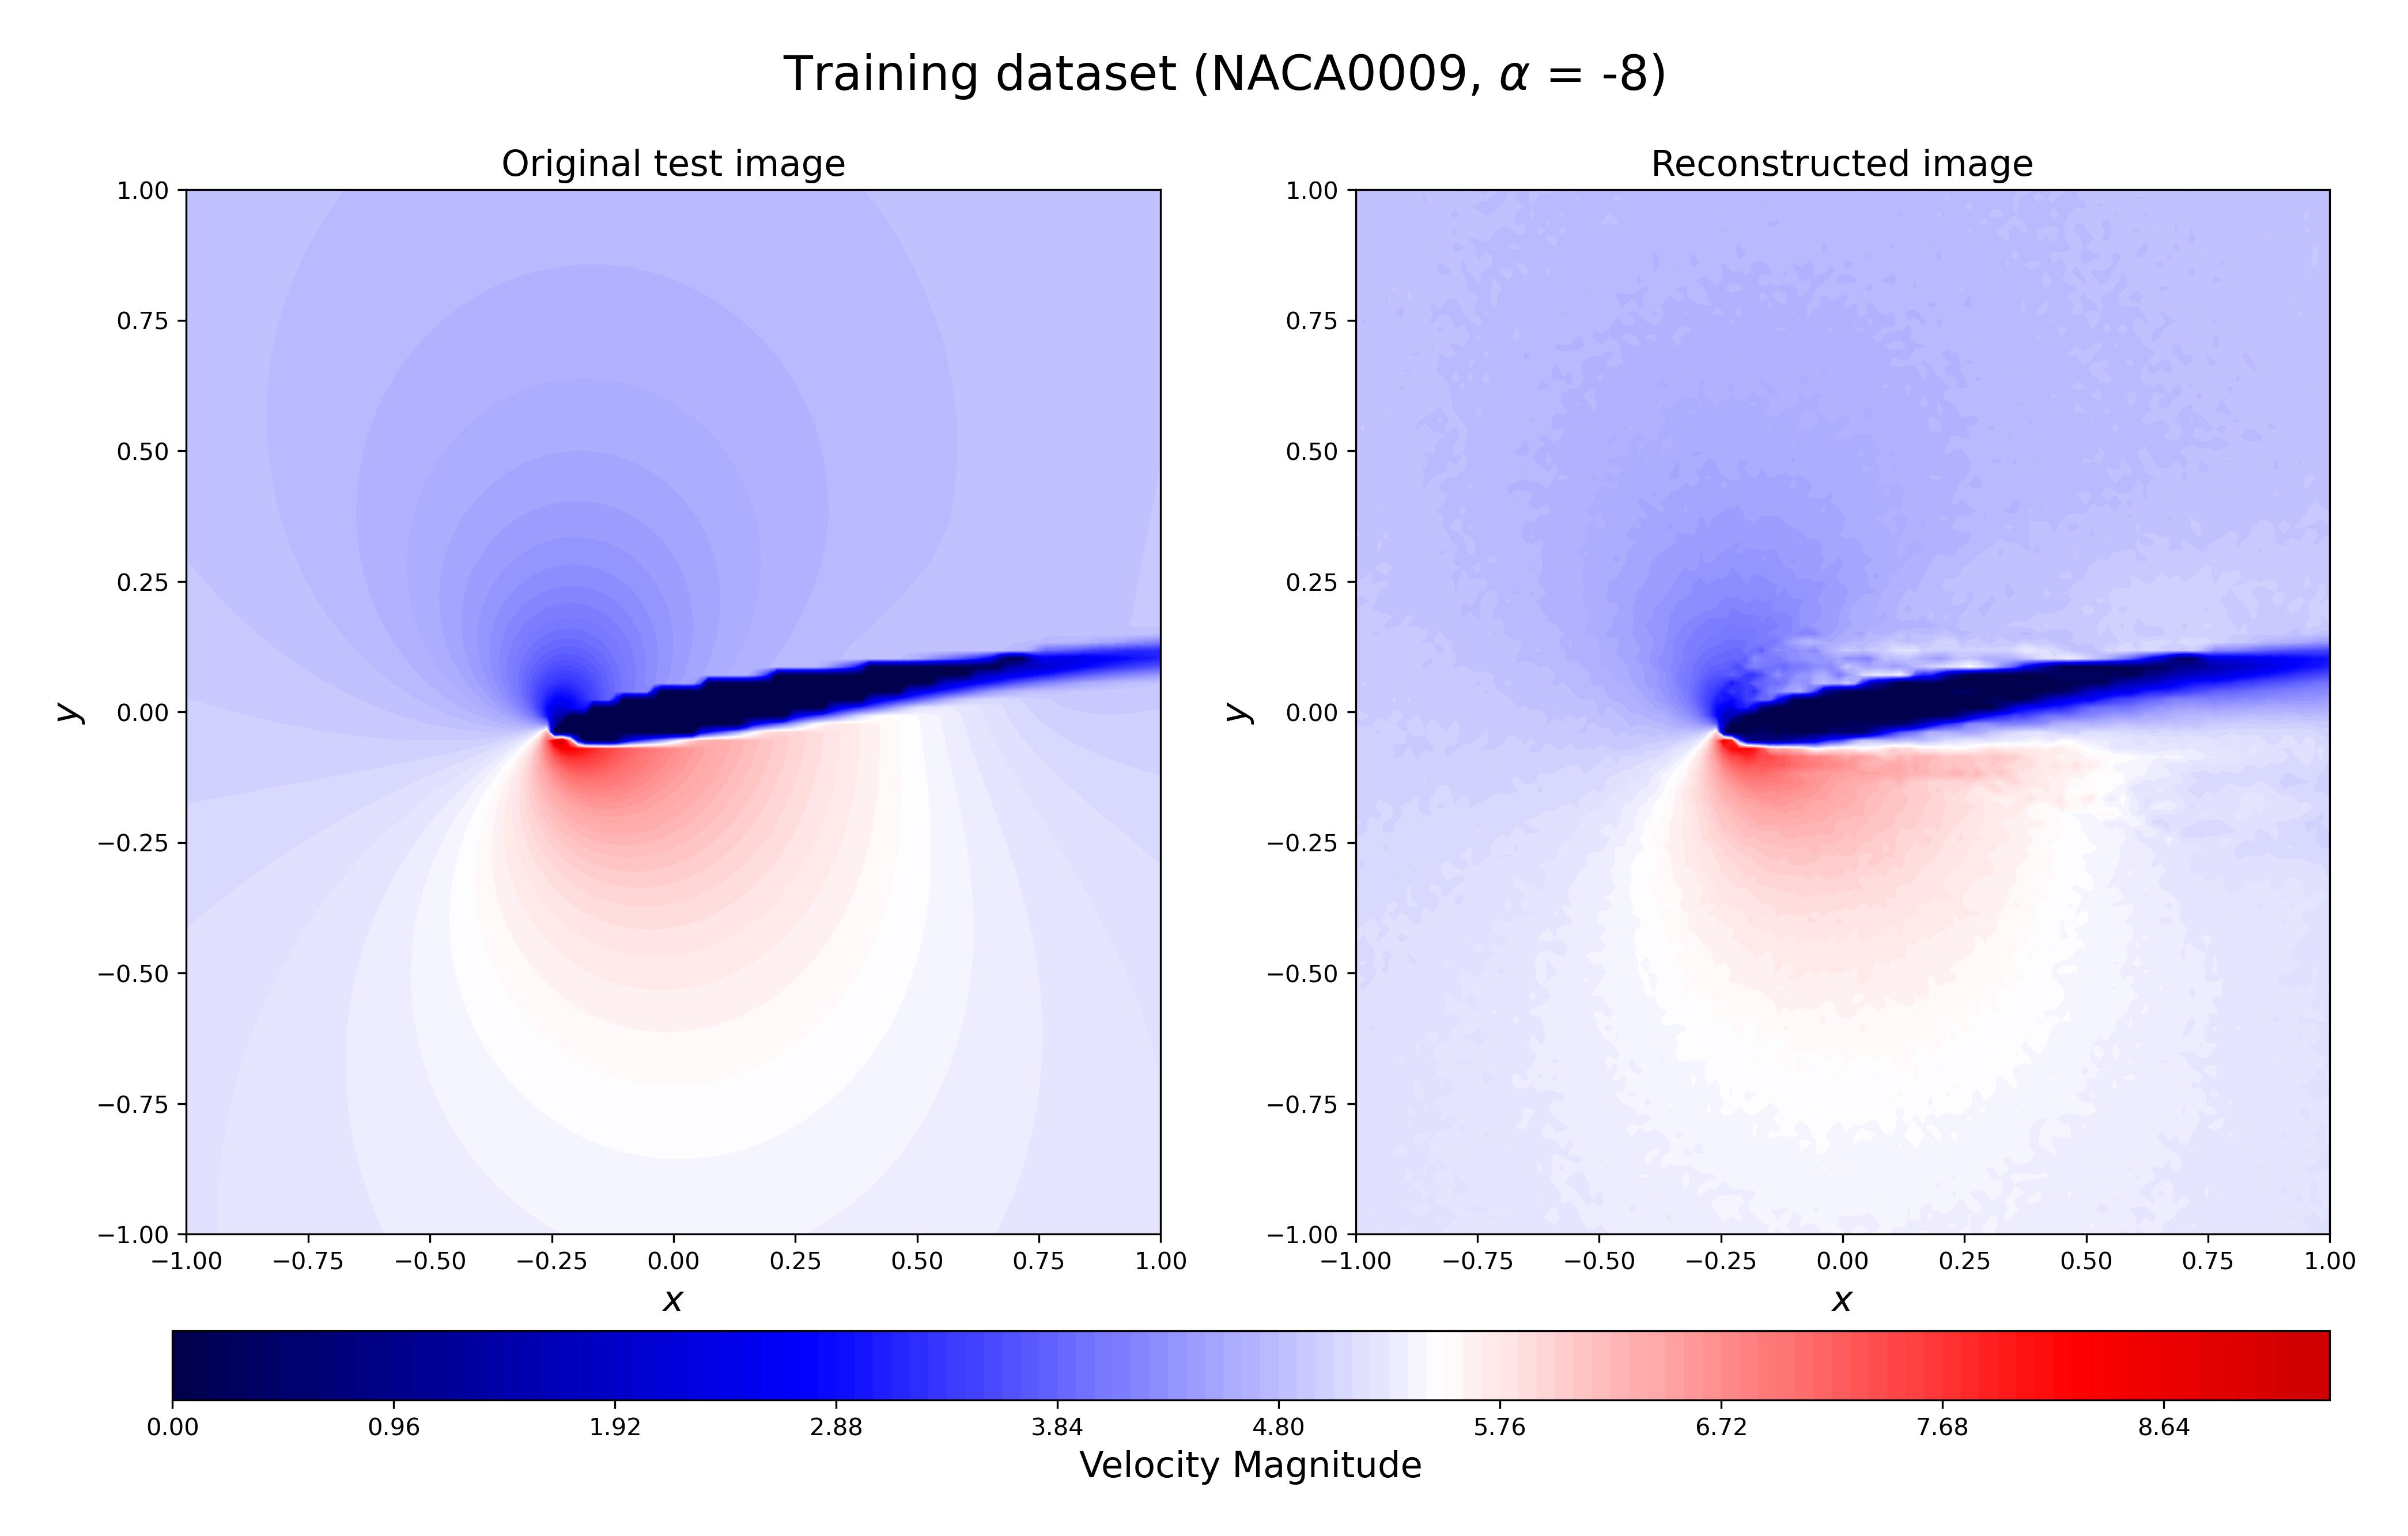 Training dataset (NACA0009, α = -8)
Original test image
Reconstructed image
1.00
0.75
0.50
0.25
0.00
−0.25
−0.50
−0.75
−1.00
y
−1.00 −0.75 −0.50 −0.25 0.00 0.25 0.50 0.75 1.00
x
1.00
0.75
0.50
0.25
0.00
−0.25
−0.50
−0.75
−1.00
y
−1.00 −0.75 −0.50 −0.25 0.00 0.25 0.50 0.75 1.00
x
0.00 0.96 1.92 2.88 3.84 4.80 5.76 6.72 7.68 8.64
Velocity Magnitude